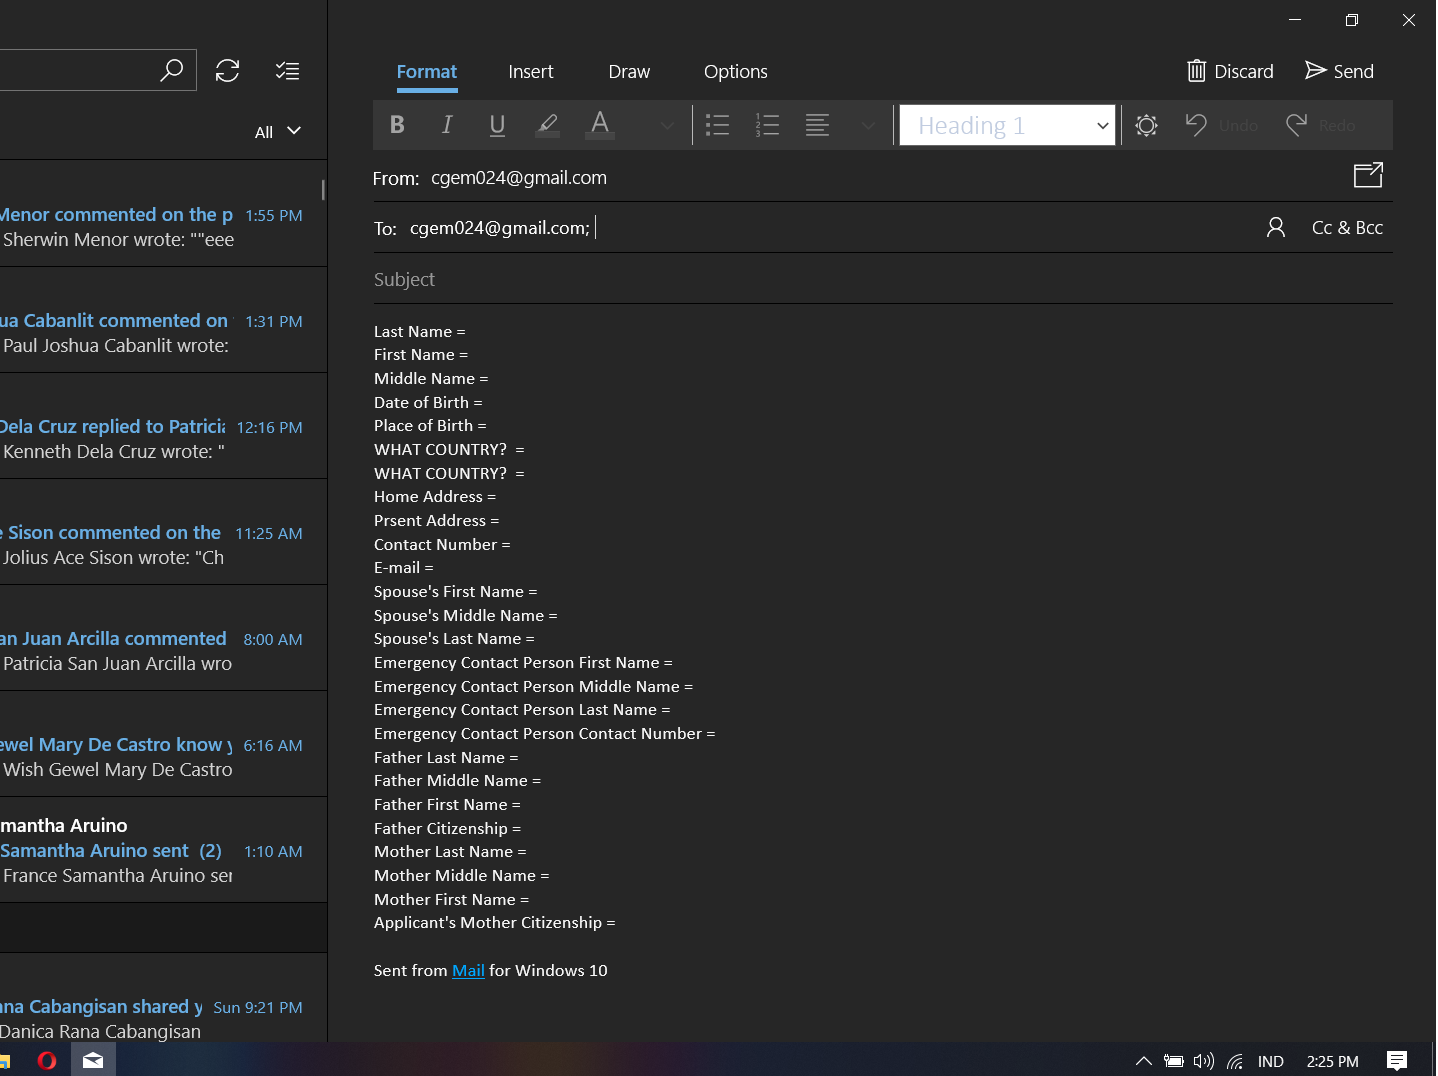 All
Menor commented on the p 1:55 PM
Sherwin Menor wrote: ""eee
ua Cabanlit commented on 1:31 PM
Paul Joshua Cabanlit wrote:
Dela Cruz replied to Patricia 12:16 PM
Kenneth Dela Cruz wrote: "
e Sison commented on the 11:25 AM
Jolius Ace Sison wrote: "Ch
an Juan Arcilla commented 8:00 AM
Patricia San Juan Arcilla wro
ewel Mary De Castro know y 6:16 AM
Wish Gewel Mary De Castro
mantha Aruino
Samantha Aruino sent (2) 1:10 AM
France Samantha Aruino ser
ana Cabangisan shared y Sun 9:21 PM
Danica Rana Cabangisan
Format Insert Draw Options Discard Send
B I U A Heading 1 Undo Redo
From: cgem024@gmail.com
To: cgem024@gmail.com; Cc & Bcc
Subject
Last Name =
First Name =
Middle Name =
Date of Birth =
Place of Birth =
WHAT COUNTRY?  =
WHAT COUNTRY?  =
Home Address =
Prsent Address =
Contact Number =
E-mail =
Spouse's First Name =
Spouse's Middle Name =
Spouse's Last Name =
Emergency Contact Person First Name =
Emergency Contact Person Middle Name =
Emergency Contact Person Last Name =
Emergency Contact Person Contact Number =
Father Last Name =
Father Middle Name =
Father First Name =
Father Citizenship =
Mother Last Name =
Mother Middle Name =
Mother First Name =
Applicant's Mother Citizenship =
Sent from Mail for Windows 10
IND 2:25 PM